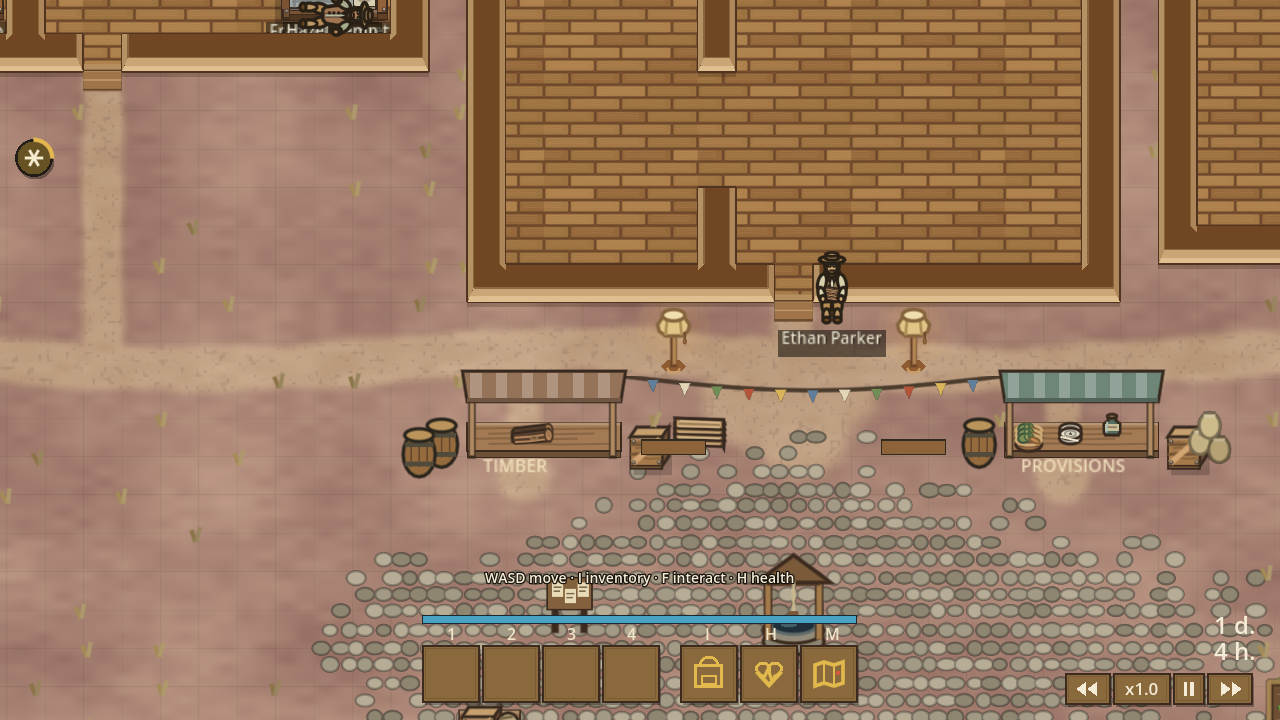 Ethan Parker
TIMBER
PROVISIONS
WASD move · I inventory · F interact · H health
1 2 3 4 I H M
1 d.
4 h.
x1.0